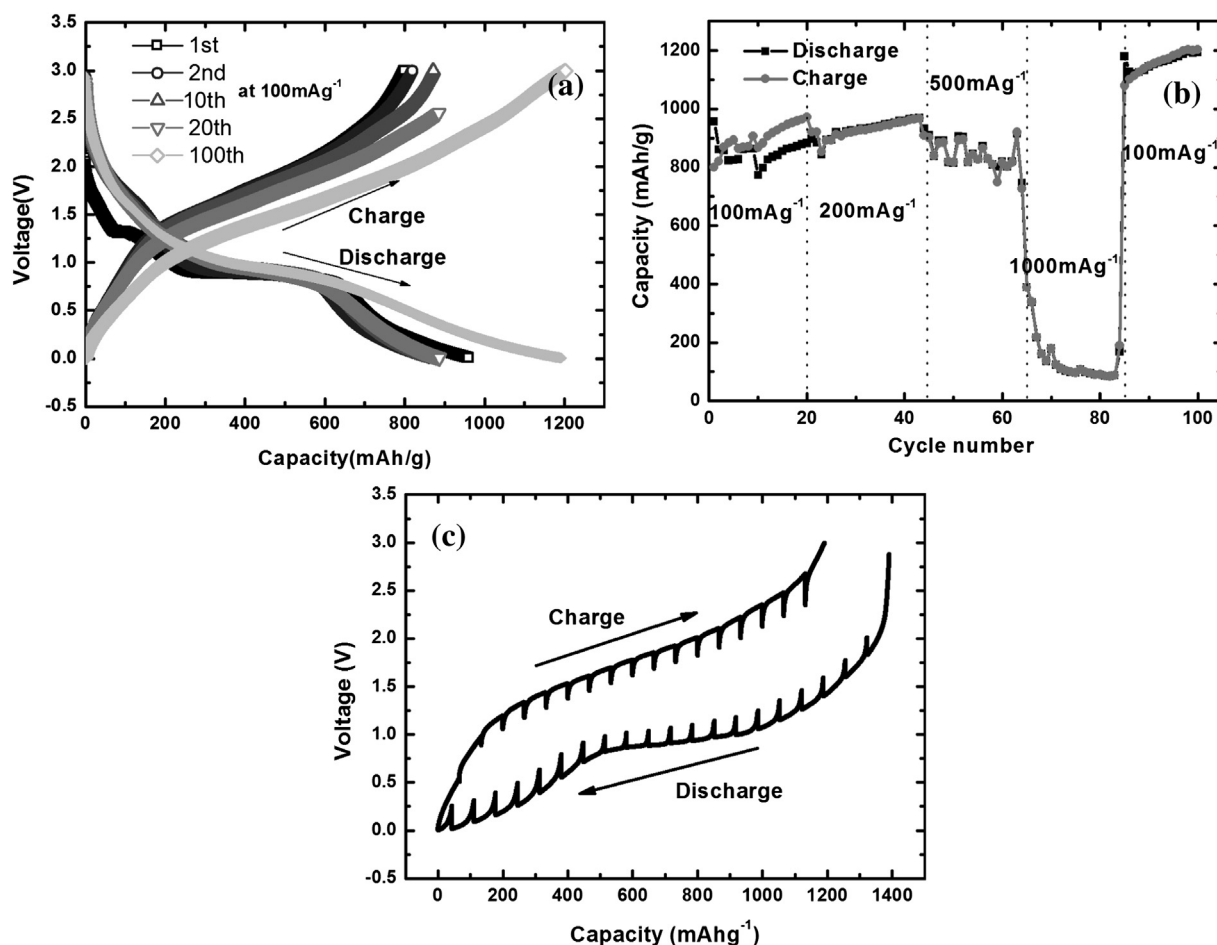 (a)
3.5
3.0
2.5
2.0
1.5
1.0
0.5
0.0
-0.5
Voltage(V)
1st
2nd
10th
20th
100th
at 100mAg-1
Charge
Discharge
0 200 400 600 800 1000 1200
Capacity(mAh/g)
(b)
1200
1000
800
600
400
200
0
Capacity (mAh/g)
Discharge
Charge
500mAg-1
100mAg-1
200mAg-1
1000mAg-1
100mAg-1
0 20 40 60 80 100
Cycle number
(c)
3.5
3.0
2.5
2.0
1.5
1.0
0.5
0.0
-0.5
Voltage (V)
Charge
Discharge
0 200 400 600 800 1000 1200 1400
Capacity (mAhg-1)